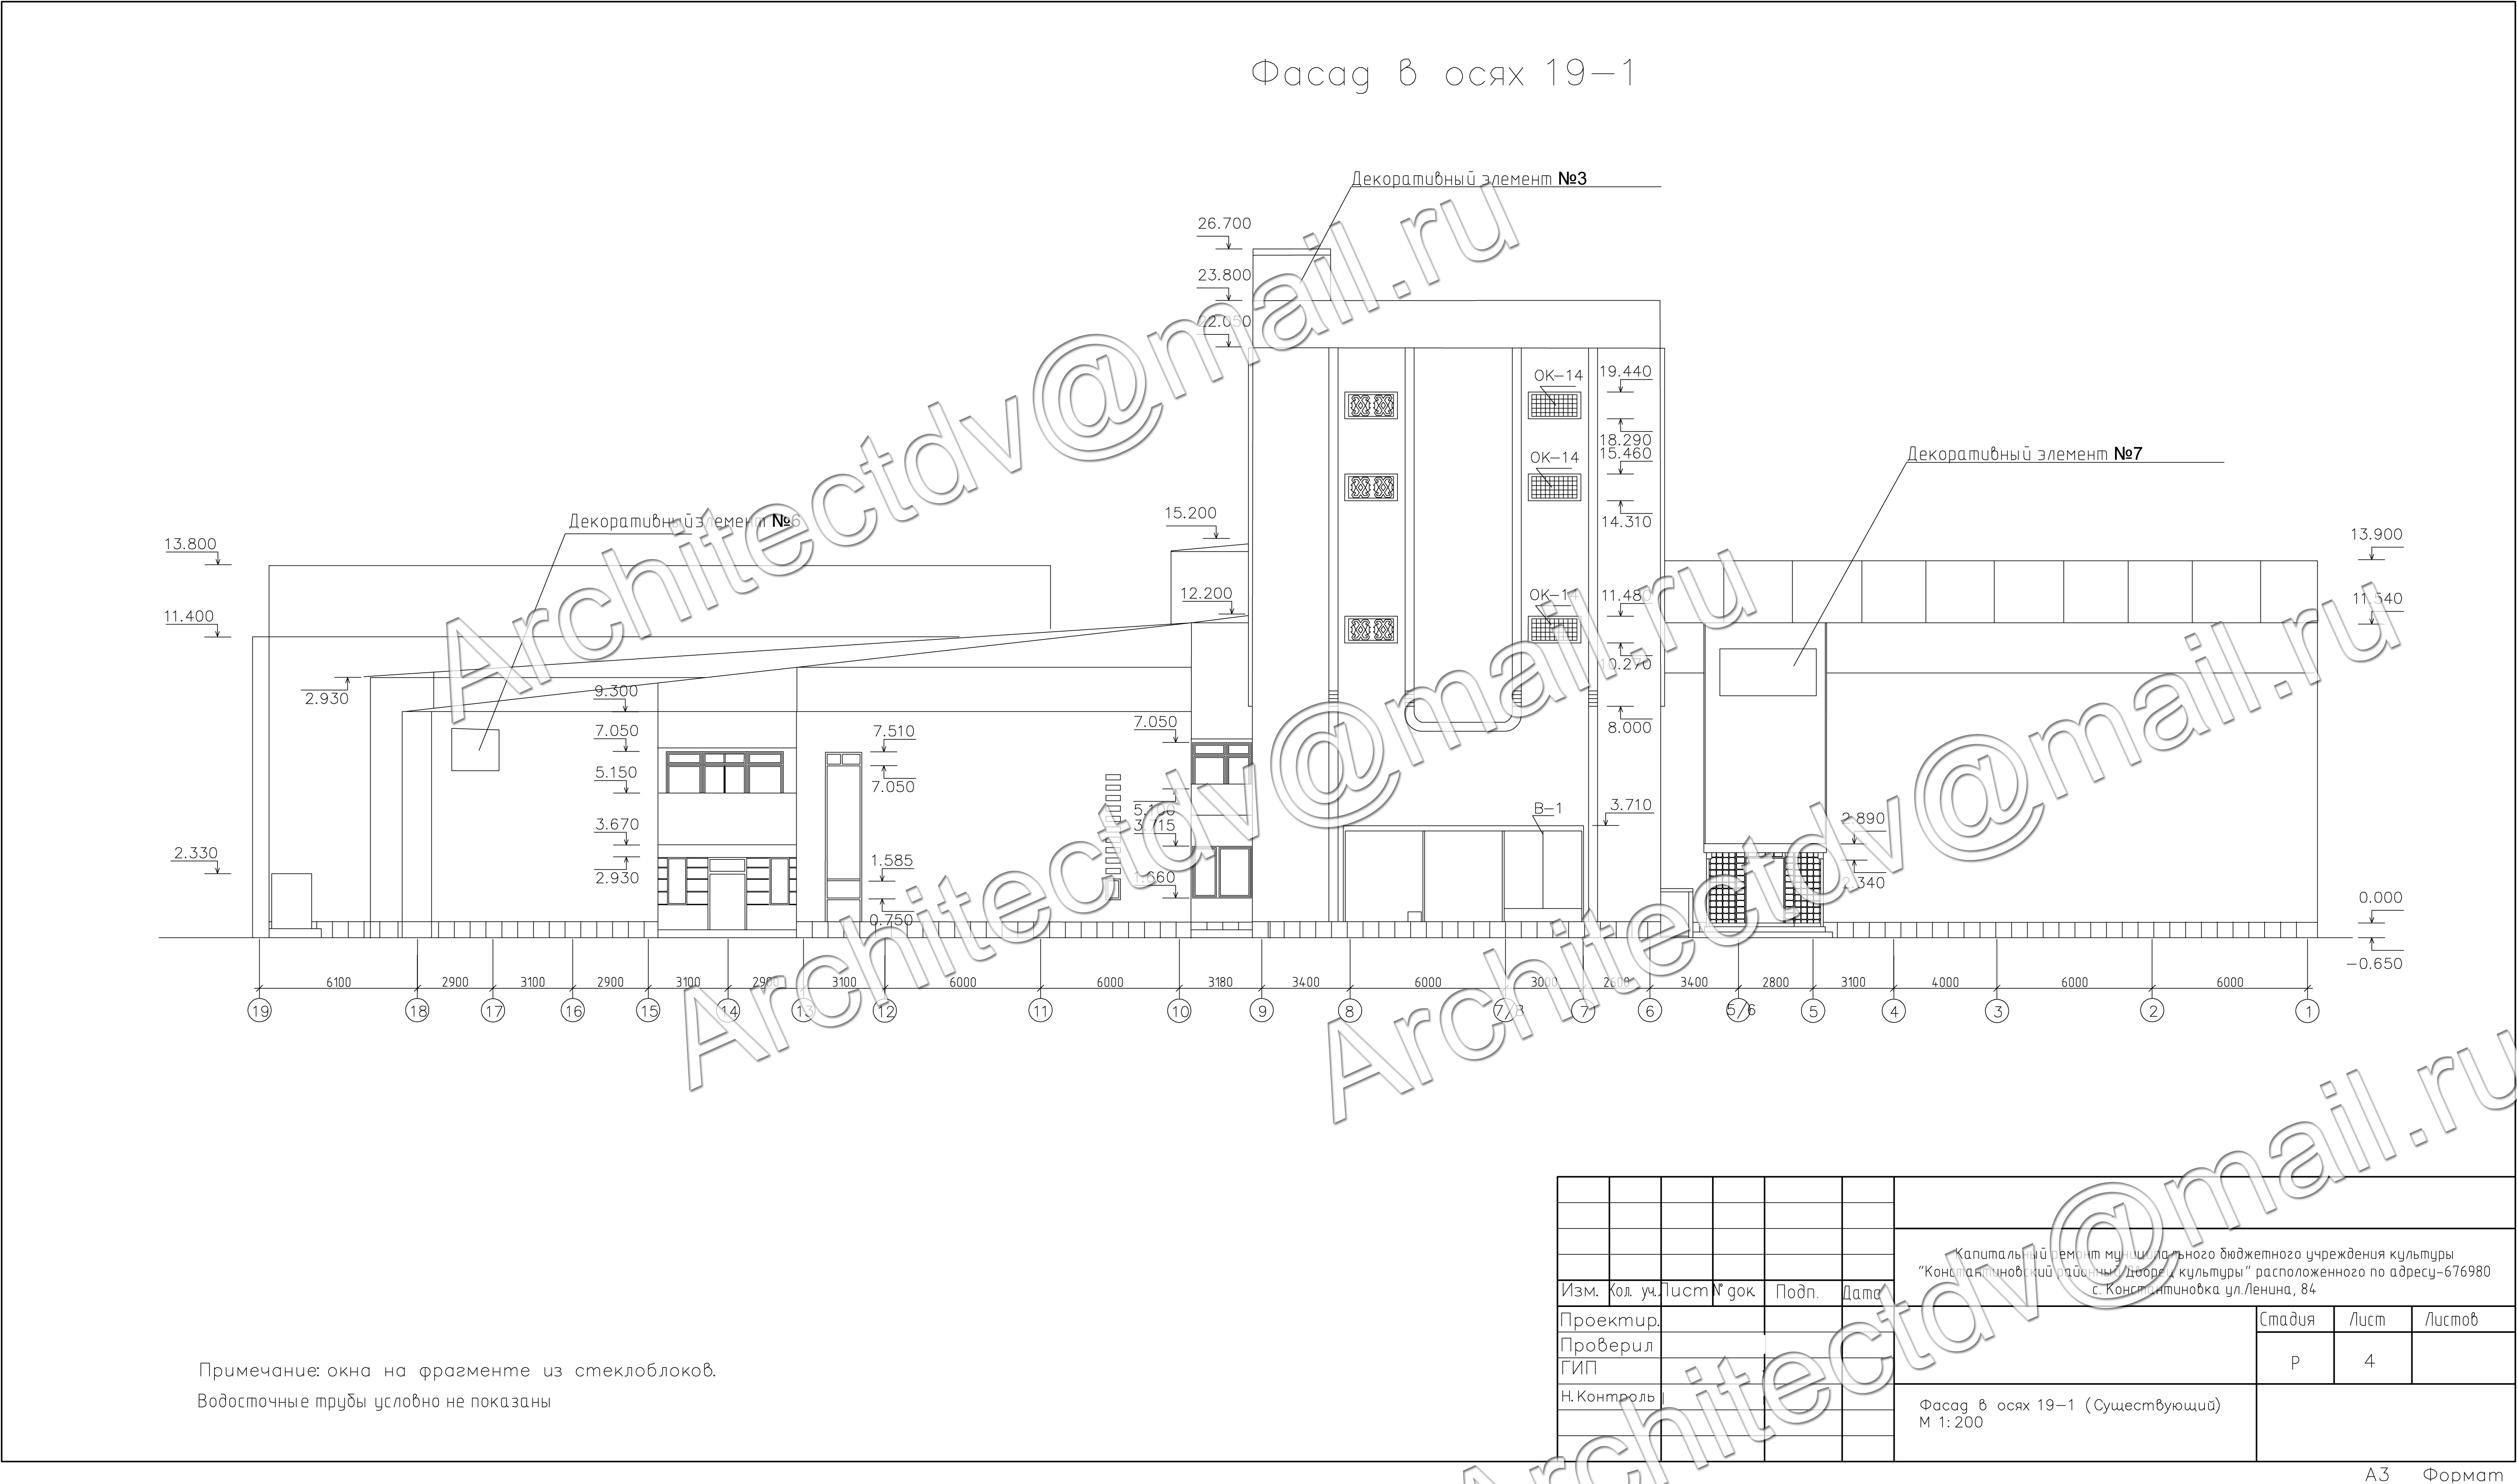 Фасад в осях 19-1
Декоративный элемент №3
26.700
23.800
22.050
ОК-14
19.440
18.290
ОК-14
15.460
14.310
ОК-14
11.480
10.270
8.000
Декоративный элемент №7
Декоративный элемент №6
13.800
11.400
2.330
2.930
15.200
12.200
9.300
7.050
5.150
3.670
2.930
7.510
7.050
1.585
0.750
7.050
5.100
3.715
1.660
В-1
3.710
2.890
2.340
13.900
11.540
0.000
-0.650
6100 2900 3100 2900 3100 2900 3100 6000 6000 3180 3400 6000 3000 2600 3400 2800 3100 4000 6000 6000
19 18 17 16 15 14 13 12 11 10 9 8 7/8 7 6 5/6 5 4 3 2 1
Architectdv@mail.ru
Architectdv@mail.ru
Architectdv@mail.ru
Architectdv@mail.ru
Примечание: окна на фрагменте из стеклоблоков.
Водосточные трубы условно не показаны
Капитальный ремонт муниципального бюджетного учреждения культуры
"Константиновский районный Дворец культуры" расположенного по адресу-676980
с. Константиновка ул.Ленина, 84
Изм. Кол. уч. Лист № док. Подп. Дата
Проектир.
Проверил
ГИП
Н. Контроль
Стадия Лист Листов
Р 4
Фасад в осях 19-1 (Существующий)
М 1:200
А3 Формат